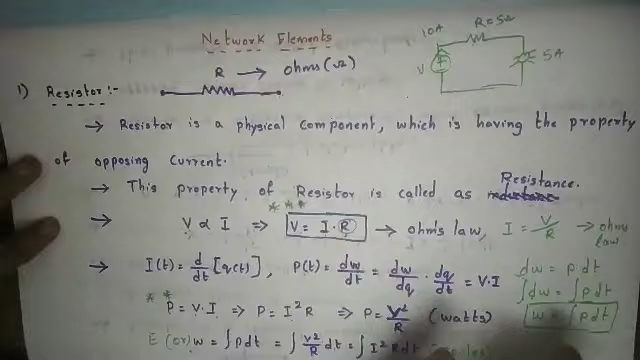 Network Elements
10A R=5Ω
V 5A
R → ohms (Ω)
1) Resistor :-
→ Resistor is a physical component, which is having the property
of opposing current.
→ This property of Resistor is called as Resistance.
→ V ∝ I ⇒ V = I·R → ohm's law, I = V/R → ohms law
→ I(t) = d/dt [q(t)], P(t) = dw/dt = dw/dq · dq/dt = V·I
dw = p dt
∫dw = ∫p dt
w = ∫p dt
** P = V·I ⇒ P = I²R ⇒ P = V²/R (watts)
E (or) w = ∫p dt = ∫ V²/R dt = ∫ I² R dt